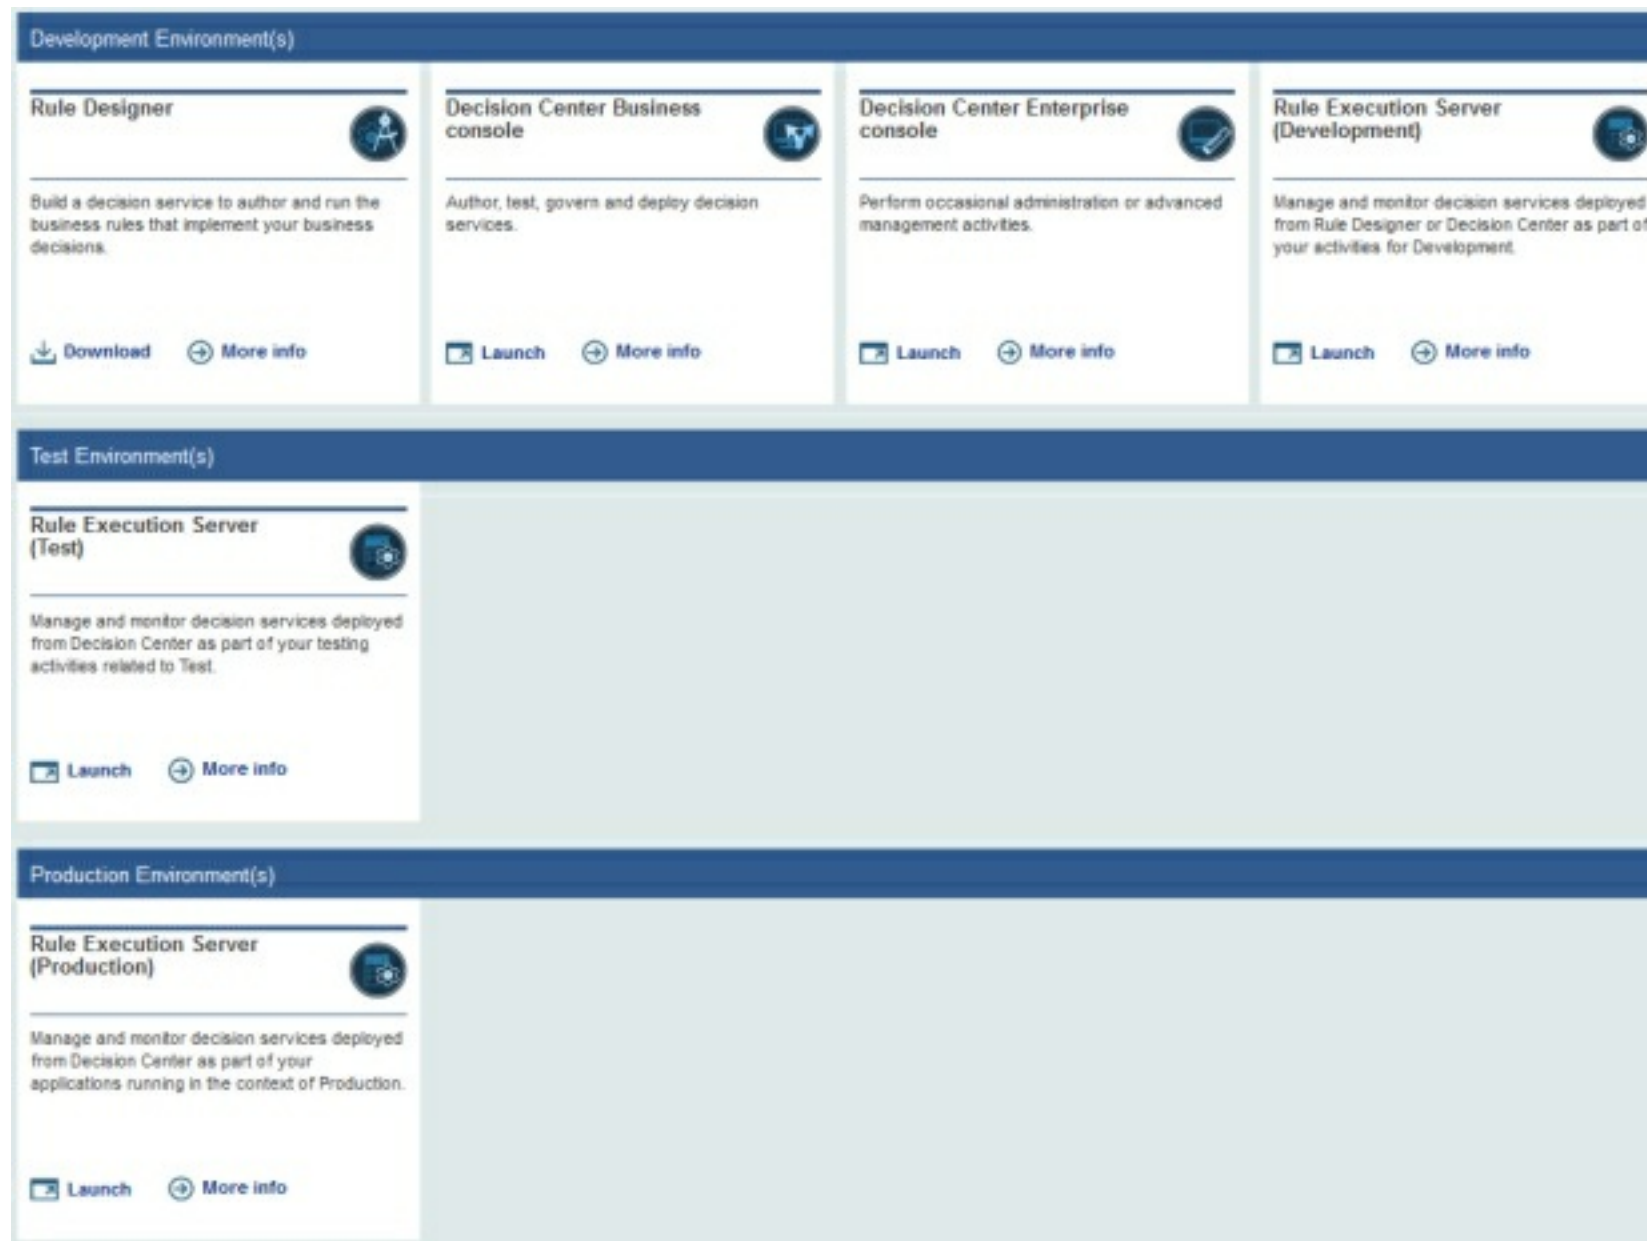 Development Environment(s)
Rule Designer
Build a decision service to author and run the
business rules that implement your business
decisions.
Download
More info
Decision Center Business
console
Author, test, govern and deploy decision
services.
Launch
More info
Decision Center Enterprise
console
Perform occasional administration or advanced
management activities.
Launch
More info
Rule Execution Server
(Development)
Manage and monitor decision services deployed
from Rule Designer or Decision Center as part of
your activities for Development.
Launch
More info
Test Environment(s)
Rule Execution Server
(Test)
Manage and monitor decision services deployed
from Decision Center as part of your testing
activities related to Test.
Launch
More info
Production Environment(s)
Rule Execution Server
(Production)
Manage and monitor decision services deployed
from Decision Center as part of your
applications running in the context of Production.
Launch
More info